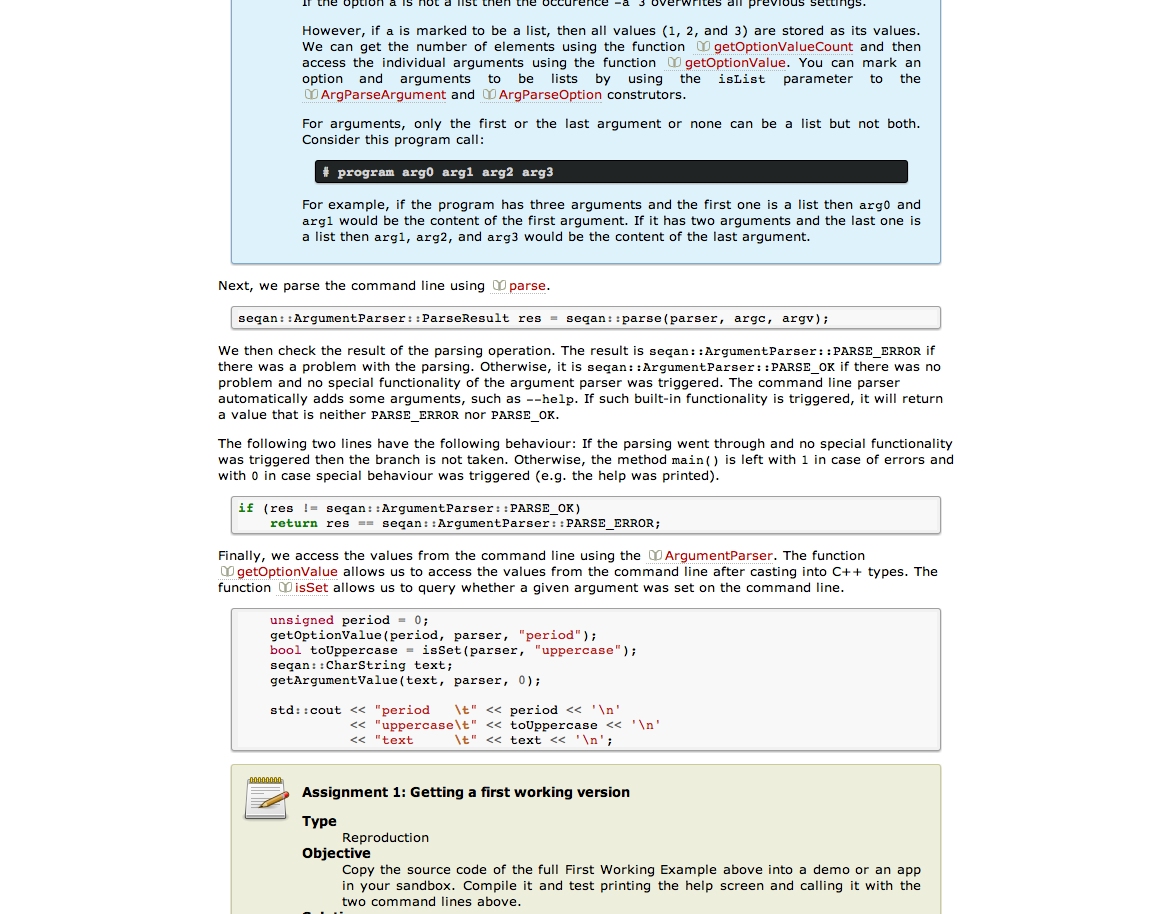 If the option a is not a list then the occurence -a 3 overwrites all previous settings.
However, if a is marked to be a list, then all values (1, 2, and 3) are stored as its values.
We can get the number of elements using the function getOptionValueCount and then
access the individual arguments using the function getOptionValue. You can mark an
option and arguments to be lists by using the isList parameter to the
ArgParseArgument and ArgParseOption construtors.
For arguments, only the first or the last argument or none can be a list but not both.
Consider this program call:
# program arg0 arg1 arg2 arg3
For example, if the program has three arguments and the first one is a list then arg0 and
arg1 would be the content of the first argument. If it has two arguments and the last one is
a list then arg1, arg2, and arg3 would be the content of the last argument.
Next, we parse the command line using parse.
seqan::ArgumentParser::ParseResult res = seqan::parse(parser, argc, argv);
We then check the result of the parsing operation. The result is seqan::ArgumentParser::PARSE_ERROR if
there was a problem with the parsing. Otherwise, it is seqan::ArgumentParser::PARSE_OK if there was no
problem and no special functionality of the argument parser was triggered. The command line parser
automatically adds some arguments, such as --help. If such built-in functionality is triggered, it will return
a value that is neither PARSE_ERROR nor PARSE_OK.
The following two lines have the following behaviour: If the parsing went through and no special functionality
was triggered then the branch is not taken. Otherwise, the method main() is left with 1 in case of errors and
with 0 in case special behaviour was triggered (e.g. the help was printed).
if (res != seqan::ArgumentParser::PARSE_OK)
return res == seqan::ArgumentParser::PARSE_ERROR;
Finally, we access the values from the command line using the ArgumentParser. The function
getOptionValue allows us to access the values from the command line after casting into C++ types. The
function isSet allows us to query whether a given argument was set on the command line.
unsigned period = 0;
getOptionValue(period, parser, "period");
bool toUppercase = isSet(parser, "uppercase");
seqan::CharString text;
getArgumentValue(text, parser, 0);
std::cout << "period   \t" << period << '\n'
<< "uppercase\t" << toUppercase << '\n'
<< "text     \t" << text << '\n';
Assignment 1: Getting a first working version
Type
Reproduction
Objective
Copy the source code of the full First Working Example above into a demo or an app
in your sandbox. Compile it and test printing the help screen and calling it with the
two command lines above.